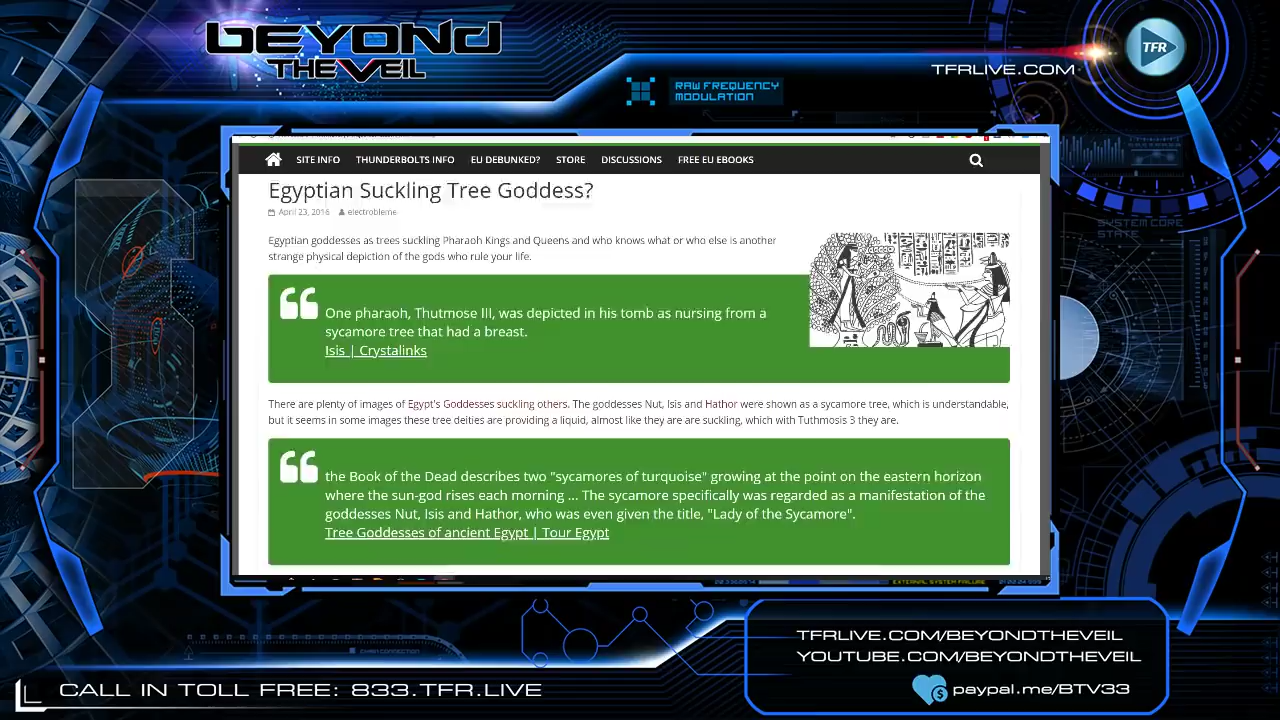 BEYOND
THE VEIL
TFR
TFRLIVE.COM
RAW FREQUENCY
MODULATION
SITE INFO THUNDERBOLTS INFO EU DEBUNKED? STORE DISCUSSIONS FREE EU EBOOKS
Egyptian Suckling Tree Goddess?
April 23, 2016 electrobleme
Egyptian goddesses as trees suckling Pharaoh Kings and Queens and who knows what or who else is another
strange physical depiction of the gods who rule your life.
One pharaoh, Thutmose III, was depicted in his tomb as nursing from a
sycamore tree that had a breast.
Isis | Crystalinks
There are plenty of images of Egypt's Goddesses suckling others. The goddesses Nut, Isis and Hathor were shown as a sycamore tree, which is understandable,
but it seems in some images these tree deities are providing a liquid, almost like they are are suckling, which with Tuthmosis 3 they are.
the Book of the Dead describes two "sycamores of turquoise" growing at the point on the eastern horizon
where the sun-god rises each morning ... The sycamore specifically was regarded as a manifestation of the
goddesses Nut, Isis and Hathor, who was even given the title, "Lady of the Sycamore".
Tree Goddesses of ancient Egypt | Tour Egypt
SYSTEM CORE
STATE
EXTERNAL SYSTEM FAILURE
CHAIN CONNECTION
TFRLIVE.COM/BEYONDTHEVEIL
YOUTUBE.COM/BEYONDTHEVEIL
paypal.me/BTV33
CALL IN TOLL FREE: 833.TFR.LIVE